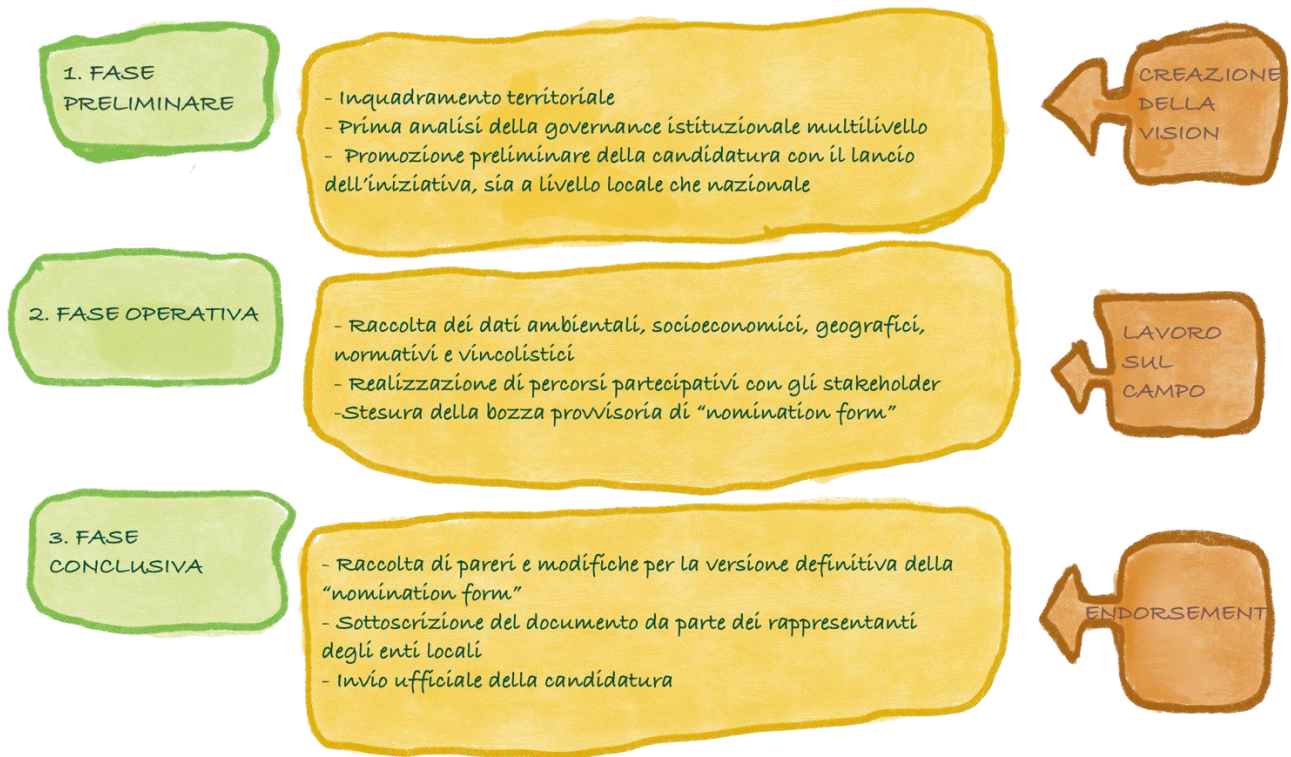 1. FASE
PRELIMINARE
- Inquadramento territoriale
- Prima analisi della governance istituzionale multilivello
- Promozione preliminare della candidatura con il lancio
dell'iniziativa, sia a livello locale che nazionale
CREAZIONE
DELLA
VISION
2. FASE OPERATIVA
- Raccolta dei dati ambientali, socioeconomici, geografici,
normativi e vincolistici
- Realizzazione di percorsi partecipativi con gli stakeholder
-Stesura della bozza provvisoria di "nomination form"
LAVORO
SUL
CAMPO
3. FASE
CONCLUSIVA
- Raccolta di pareri e modifiche per la versione definitiva della
"nomination form"
- Sottoscrizione del documento da parte dei rappresentanti
degli enti locali
- Invio ufficiale della candidatura
ENDORSEMENT